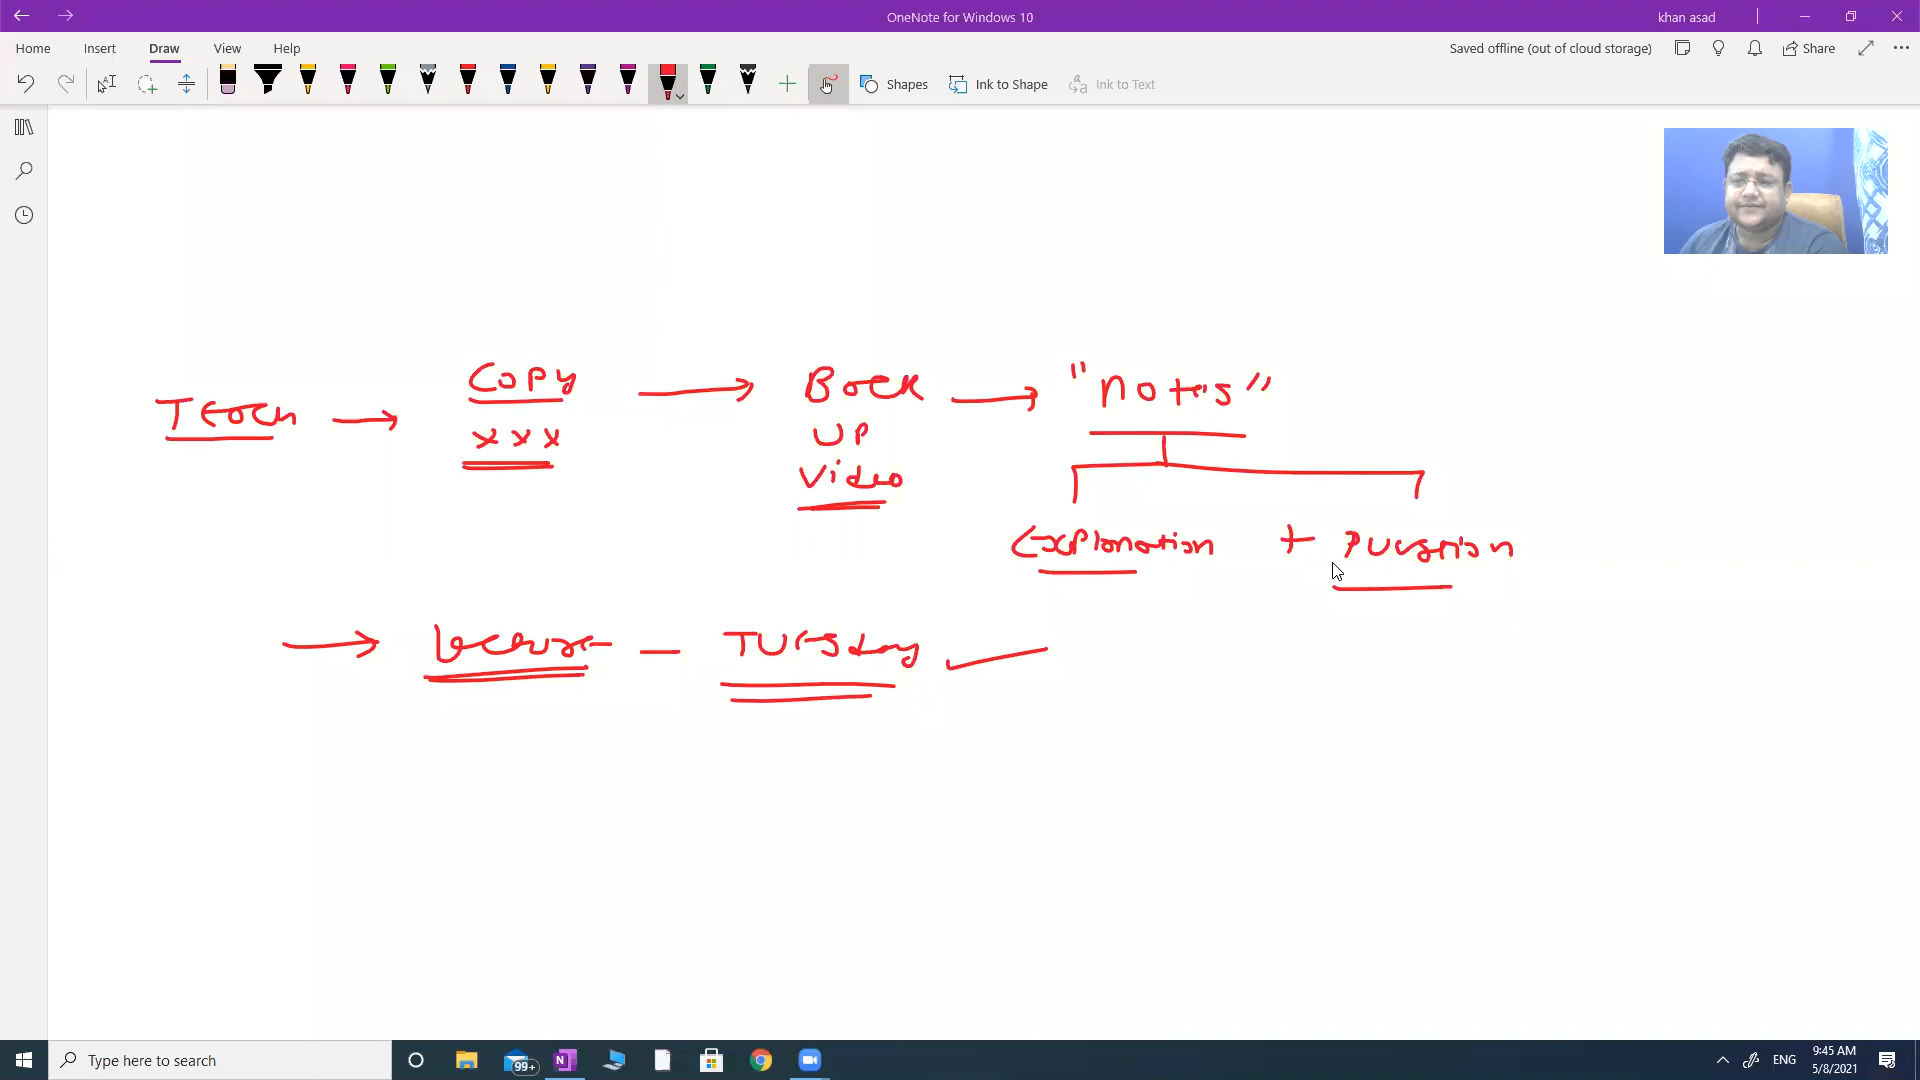 OneNote for Windows 10
khan asad
Home Insert Draw View Help
Saved offline (out of cloud storage) Share
Shapes Ink to Shape Ink to Text
Teach → Copy → Back → "Notes"
xxx UP
Video
Explanation + Question
→ Lecture - Tuesday ✓
Type here to search
99+
ENG
9:45 AM
5/8/2021